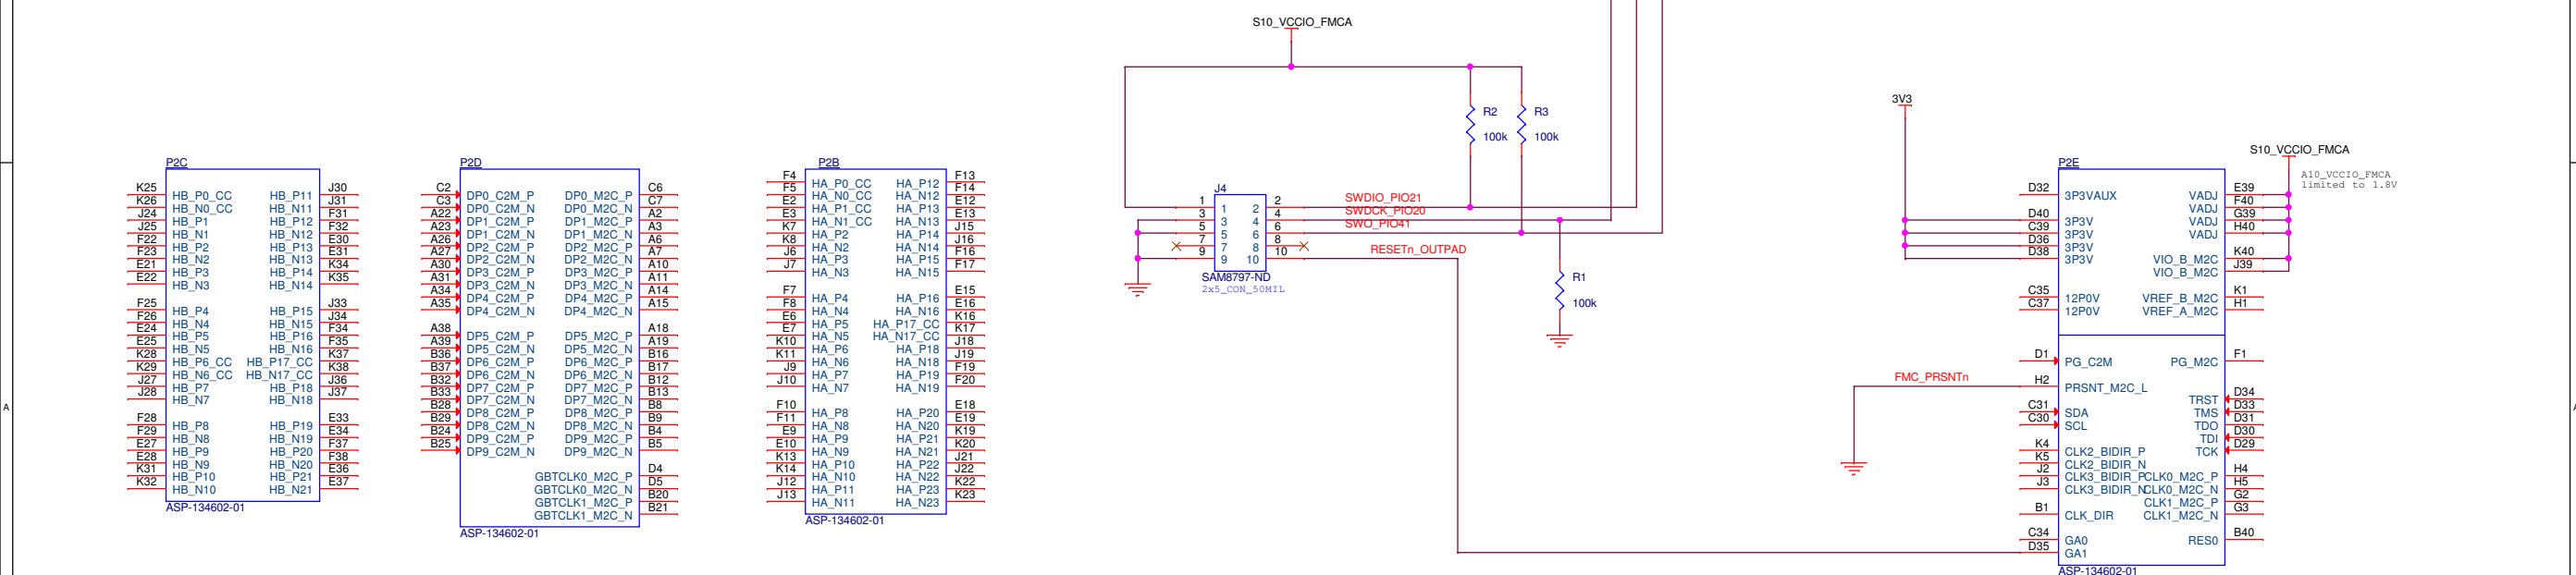 S10_VCCIO_FMCA
P2C
K25 HB_P0_CC HB_P11 J30
K26 HB_N0_CC HB_N11 J31
J24 HB_P1 HB_P12 F31
J25 HB_N1 HB_N12 F32
F22 HB_P2 HB_P13 E30
F23 HB_N2 HB_N13 E31
E21 HB_P3 HB_P14 K34
E22 HB_N3 HB_N14 K35
F25 HB_P4 HB_P15 J33
F26 HB_N4 HB_N15 J34
E24 HB_P5 HB_P16 F34
E25 HB_N5 HB_N16 F35
K28 HB_P6_CC HB_P17_CC K37
K29 HB_N6_CC HB_N17_CC K38
J27 HB_P7 HB_P18 J36
J28 HB_N7 HB_N18 J37
F28 HB_P8 HB_P19 E33
F29 HB_N8 HB_N19 E34
E27 HB_P9 HB_P20 F37
E28 HB_N9 HB_N20 F38
K31 HB_P10 HB_P21 E36
K32 HB_N10 HB_N21 E37
ASP-134602-01
P2D
C2 DP0_C2M_P DP0_M2C_P C6
C3 DP0_C2M_N DP0_M2C_N C7
A22 DP1_C2M_P DP1_M2C_P A2
A23 DP1_C2M_N DP1_M2C_N A3
A26 DP2_C2M_P DP2_M2C_P A6
A27 DP2_C2M_N DP2_M2C_N A7
A30 DP3_C2M_P DP3_M2C_P A10
A31 DP3_C2M_N DP3_M2C_N A11
A34 DP4_C2M_P DP4_M2C_P A14
A35 DP4_C2M_N DP4_M2C_N A15
A38 DP5_C2M_P DP5_M2C_P A18
A39 DP5_C2M_N DP5_M2C_N A19
B36 DP6_C2M_P DP6_M2C_P B16
B37 DP6_C2M_N DP6_M2C_N B17
B32 DP7_C2M_P DP7_M2C_P B12
B33 DP7_C2M_N DP7_M2C_N B13
B28 DP8_C2M_P DP8_M2C_P B8
B29 DP8_C2M_N DP8_M2C_N B9
B24 DP9_C2M_P DP9_M2C_P B4
B25 DP9_C2M_N DP9_M2C_N B5
GBTCLK0_M2C_P D4
GBTCLK0_M2C_N D5
GBTCLK1_M2C_P B20
GBTCLK1_M2C_N B21
ASP-134602-01
P2B
F4 HA_P0_CC HA_P12 F13
F5 HA_N0_CC HA_N12 F14
E2 HA_P1_CC HA_P13 E12
E3 HA_N1_CC HA_N13 E13
K7 HA_P2 HA_P14 J15
K8 HA_N2 HA_N14 J16
J6 HA_P3 HA_P15 F16
J7 HA_N3 HA_N15 F17
F7 HA_P4 HA_P16 E15
F8 HA_N4 HA_N16 E16
E6 HA_P5 HA_P17_CC K16
E7 HA_N5 HA_N17_CC K17
K10 HA_P6 HA_P18 J18
K11 HA_N6 HA_N18 J19
J9 HA_P7 HA_P19 F19
J10 HA_N7 HA_N19 F20
F10 HA_P8 HA_P20 E18
F11 HA_N8 HA_N20 E19
E9 HA_P9 HA_P21 K19
E10 HA_N9 HA_N21 K20
K13 HA_P10 HA_P22 J21
K14 HA_N10 HA_N22 J22
J12 HA_P11 HA_P23 K22
J13 HA_N11 HA_N23 K23
ASP-134602-01
R2
100k
R3
100k
J4
1 1 2 2 SWDIO_PIO21
3 3 4 4 SWDCK_PIO20
5 5 6 6 SWO_PIO41
7 7 8 8
9 9 10 10 RESETn_OUTPAD
SAM8797-ND
2x5_CON_50MIL
R1
100k
3V3
S10_VCCIO_FMCA
A10_VCCIO_FMCA
limited to 1.8V
P2E
D32 3P3VAUX VADJ E39
VADJ F40
D40 3P3V VADJ G39
C39 3P3V VADJ H40
D36 3P3V
D38 3P3V VIO_B_M2C K40
VIO_B_M2C J39
C35 12P0V VREF_B_M2C K1
C37 12P0V VREF_A_M2C H1
D1 PG_C2M PG_M2C F1
FMC_PRSNTn H2 PRSNT_M2C_L
TRST D34
C31 SDA TMS D33
C30 SCL TDO D31
TDI D30
K4 CLK2_BIDIR_P TCK D29
K5 CLK2_BIDIR_N
J2 CLK3_BIDIR_P CLK0_M2C_P H4
J3 CLK3_BIDIR_N CLK0_M2C_N H5
CLK1_M2C_P G2
B1 CLK_DIR CLK1_M2C_N G3
C34 GA0 RES0 B40
D35 GA1
ASP-134602-01
A